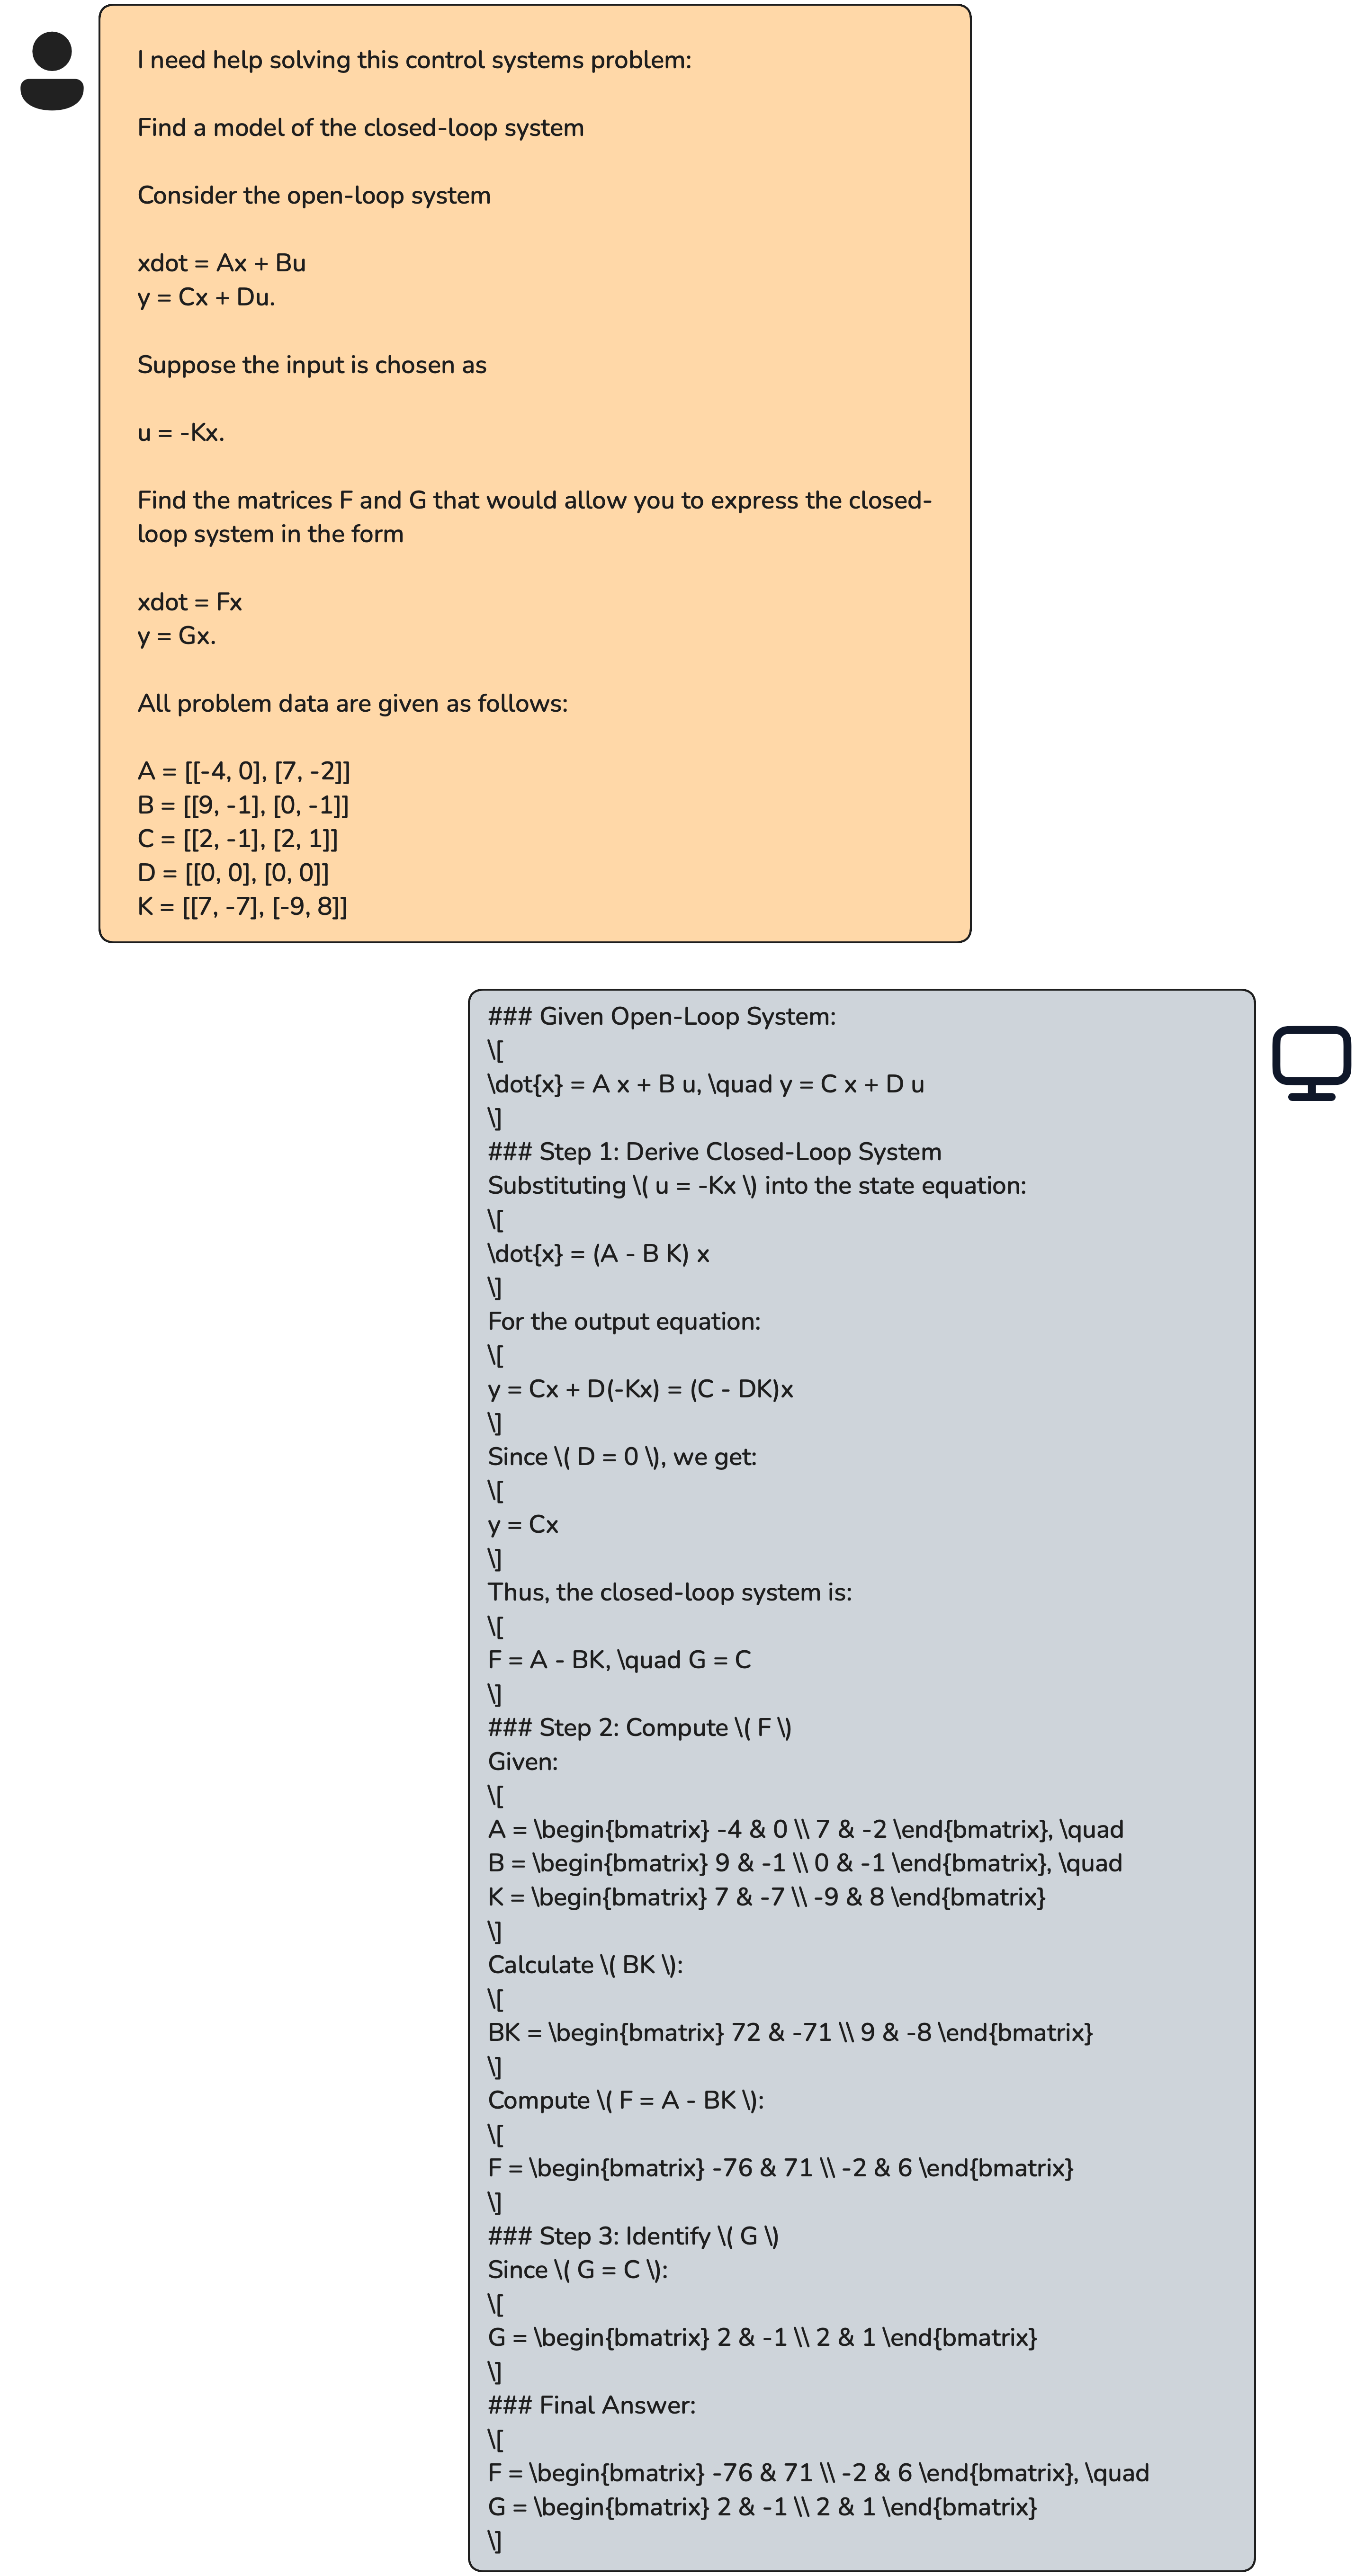 I need help solving this control systems problem:
Find a model of the closed-loop system
Consider the open-loop system
xdot = Ax + Bu
y = Cx + Du.
Suppose the input is chosen as
u = -Kx.
Find the matrices F and G that would allow you to express the closed-
loop system in the form
xdot = Fx
y = Gx.
All problem data are given as follows:
A = [[-4, 0], [7, -2]]
B = [[9, -1], [0, -1]]
C = [[2, -1], [2, 1]]
D = [[0, 0], [0, 0]]
K = [[7, -7], [-9, 8]]
### Given Open-Loop System:
\[
\dot{x} = A x + B u, \quad y = C x + D u
\]
### Step 1: Derive Closed-Loop System
Substituting \( u = -Kx \) into the state equation:
\[
\dot{x} = (A - B K) x
\]
For the output equation:
\[
y = Cx + D(-Kx) = (C - DK)x
\]
Since \( D = 0 \), we get:
\[
y = Cx
\]
Thus, the closed-loop system is:
\[
F = A - BK, \quad G = C
\]
### Step 2: Compute \( F \)
Given:
\[
A = \begin{bmatrix} -4 & 0 \\ 7 & -2 \end{bmatrix}, \quad
B = \begin{bmatrix} 9 & -1 \\ 0 & -1 \end{bmatrix}, \quad
K = \begin{bmatrix} 7 & -7 \\ -9 & 8 \end{bmatrix}
\]
Calculate \( BK \):
\[
BK = \begin{bmatrix} 72 & -71 \\ 9 & -8 \end{bmatrix}
\]
Compute \( F = A - BK \):
\[
F = \begin{bmatrix} -76 & 71 \\ -2 & 6 \end{bmatrix}
\]
### Step 3: Identify \( G \)
Since \( G = C \):
\[
G = \begin{bmatrix} 2 & -1 \\ 2 & 1 \end{bmatrix}
\]
### Final Answer:
\[
F = \begin{bmatrix} -76 & 71 \\ -2 & 6 \end{bmatrix}, \quad
G = \begin{bmatrix} 2 & -1 \\ 2 & 1 \end{bmatrix}
\]